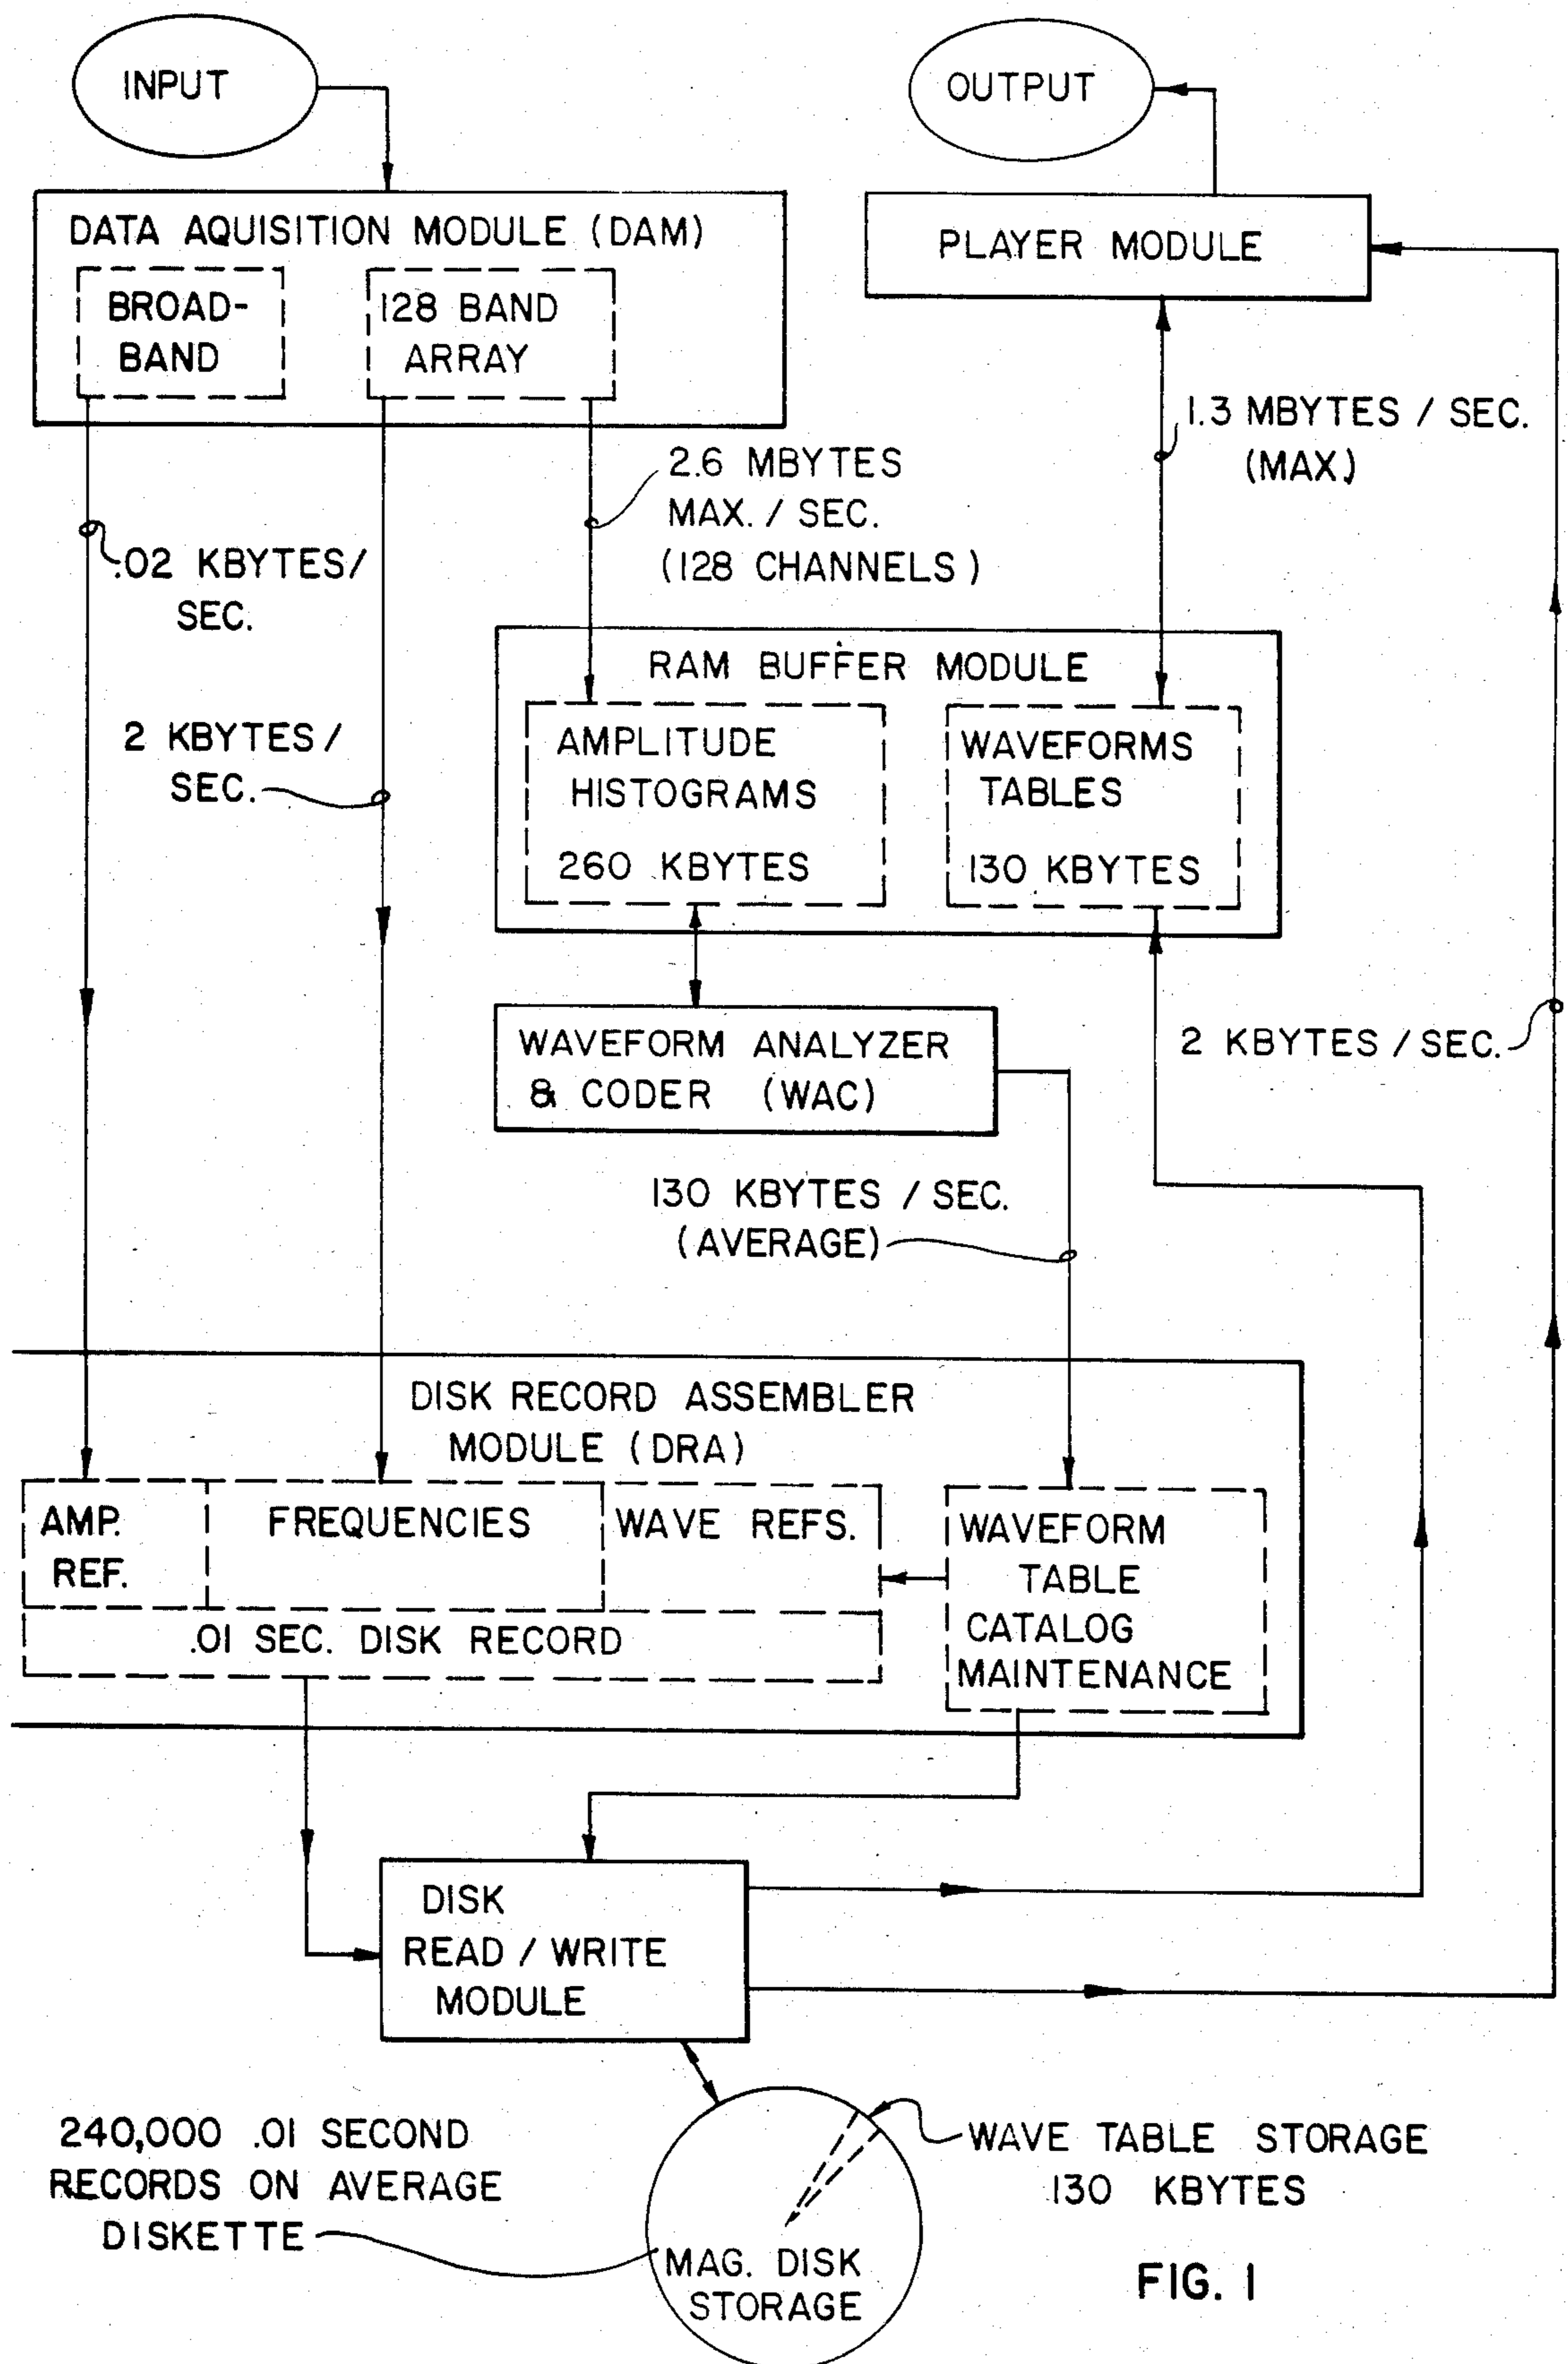 INPUT
OUTPUT
DATA AQUISITION MODULE (DAM)
BROAD-
BAND
128 BAND
ARRAY
PLAYER MODULE
1.3 MBYTES / SEC.
(MAX.)
2.6 MBYTES
MAX. / SEC.
(128 CHANNELS)
.02 KBYTES/
SEC.
2 KBYTES /
SEC.
RAM BUFFER MODULE
AMPLITUDE
HISTOGRAMS
260 KBYTES
WAVEFORMS
TABLES
130 KBYTES
WAVEFORM ANALYZER
& CODER (WAC)
2 KBYTES / SEC.
130 KBYTES / SEC.
(AVERAGE)
DISK RECORD ASSEMBLER
MODULE (DRA)
AMP.
REF.
FREQUENCIES
WAVE REFS.
.01 SEC. DISK RECORD
WAVEFORM
TABLE
CATALOG
MAINTENANCE
DISK
READ / WRITE
MODULE
240,000 .01 SECOND
RECORDS ON AVERAGE
DISKETTE
WAVE TABLE STORAGE
130 KBYTES
MAG. DISK
STORAGE
FIG. 1